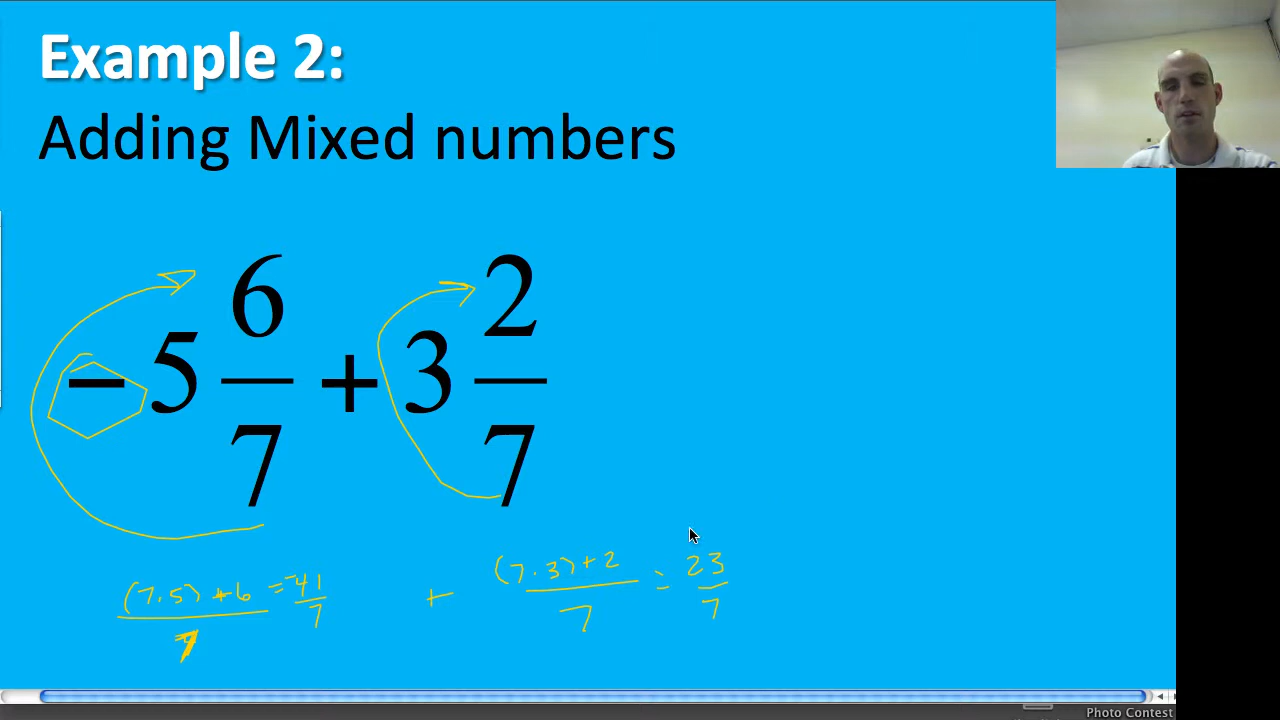 Example 2:
Adding Mixed numbers
- 5 6/7 + 3 2/7
(7.5) + 6 / 7 = -41/7 + (7.3) + 2 / 7 = 23/7
Photo Contest